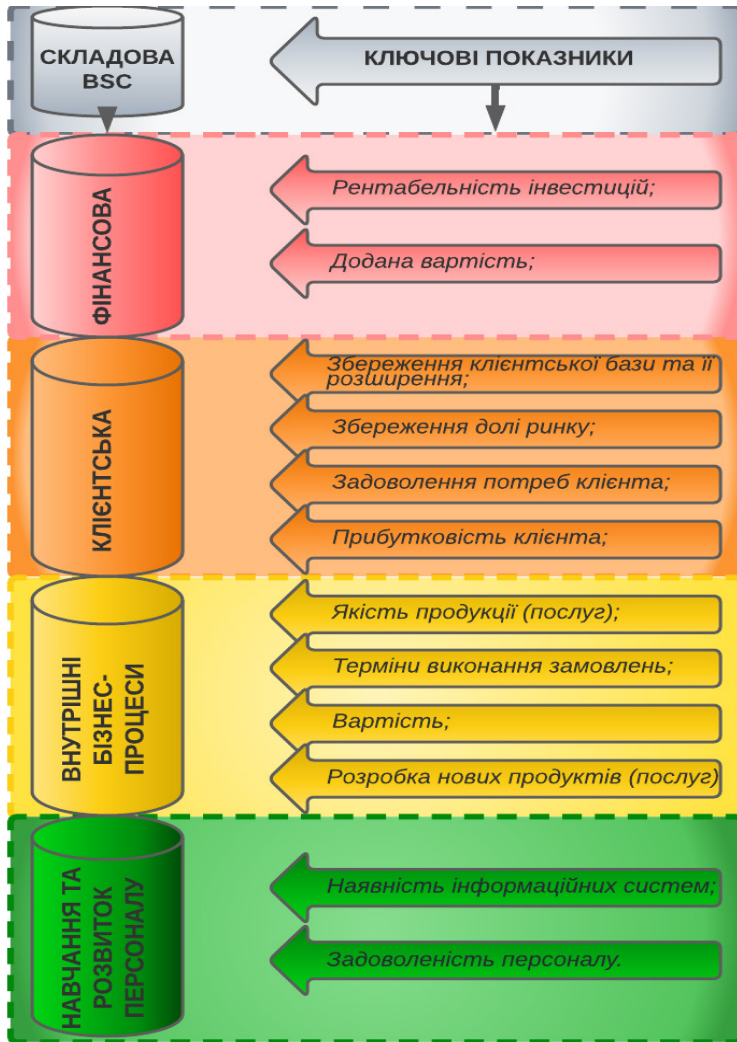 СКЛАДОВА
BSC
КЛЮЧОВІ ПОКАЗНИКИ
ФІНАНСОВА
Рентабельність інвестицій;
Додана вартість;
КЛІЄНТСЬКА
Збереження клієнтської бази та її
розширення;
Збереження долі ринку;
Задоволення потреб клієнта;
Прибутковість клієнта;
ВНУТРІШНІ
БІЗНЕС-
ПРОЦЕСИ
Якість продукції (послуг);
Терміни виконання замовлень;
Вартість;
Розробка нових продуктів (послуг)
НАВЧАННЯ ТА
РОЗВИТОК
ПЕРСОНАЛУ
Наявність інформаційних систем;
Задоволеність персоналу.